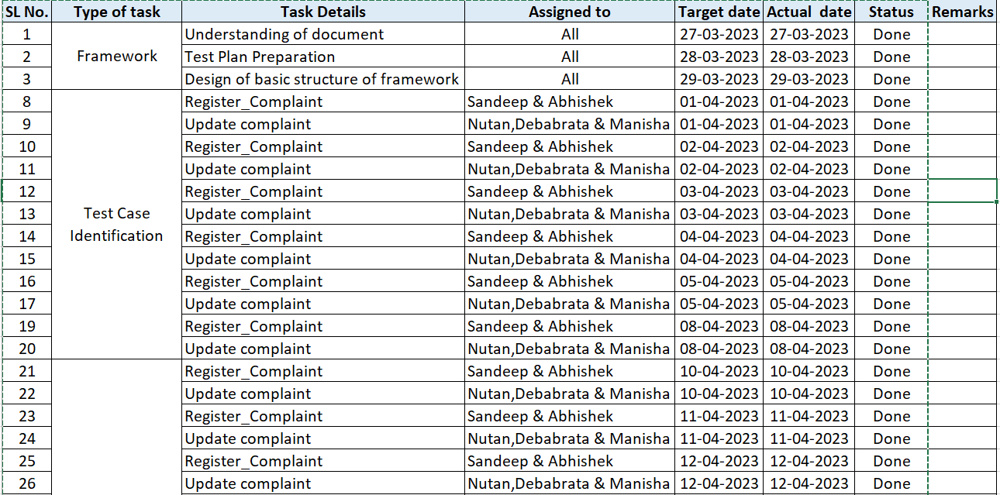 SL No. Type of task Task Details Assigned to Target date Actual date Status Remarks
1 Framework Understanding of document All 27-03-2023 27-03-2023 Done
2 Test Plan Preparation All 28-03-2023 28-03-2023 Done
3 Design of basic structure of framework All 29-03-2023 29-03-2023 Done
8 Test Case Identification Register_Complaint Sandeep & Abhishek 01-04-2023 01-04-2023 Done
9 Update complaint Nutan,Debabrata & Manisha 01-04-2023 01-04-2023 Done
10 Register_Complaint Sandeep & Abhishek 02-04-2023 02-04-2023 Done
11 Update complaint Nutan,Debabrata & Manisha 02-04-2023 02-04-2023 Done
12 Register_Complaint Sandeep & Abhishek 03-04-2023 03-04-2023 Done
13 Update complaint Nutan,Debabrata & Manisha 03-04-2023 03-04-2023 Done
14 Register_Complaint Sandeep & Abhishek 04-04-2023 04-04-2023 Done
15 Update complaint Nutan,Debabrata & Manisha 04-04-2023 04-04-2023 Done
16 Register_Complaint Sandeep & Abhishek 05-04-2023 05-04-2023 Done
17 Update complaint Nutan,Debabrata & Manisha 05-04-2023 05-04-2023 Done
19 Register_Complaint Sandeep & Abhishek 08-04-2023 08-04-2023 Done
20 Update complaint Nutan,Debabrata & Manisha 08-04-2023 08-04-2023 Done
21 Register_Complaint Sandeep & Abhishek 10-04-2023 10-04-2023 Done
22 Update complaint Nutan,Debabrata & Manisha 10-04-2023 10-04-2023 Done
23 Register_Complaint Sandeep & Abhishek 11-04-2023 11-04-2023 Done
24 Update complaint Nutan,Debabrata & Manisha 11-04-2023 11-04-2023 Done
25 Register_Complaint Sandeep & Abhishek 12-04-2023 12-04-2023 Done
26 Update complaint Nutan,Debabrata & Manisha 12-04-2023 12-04-2023 Done